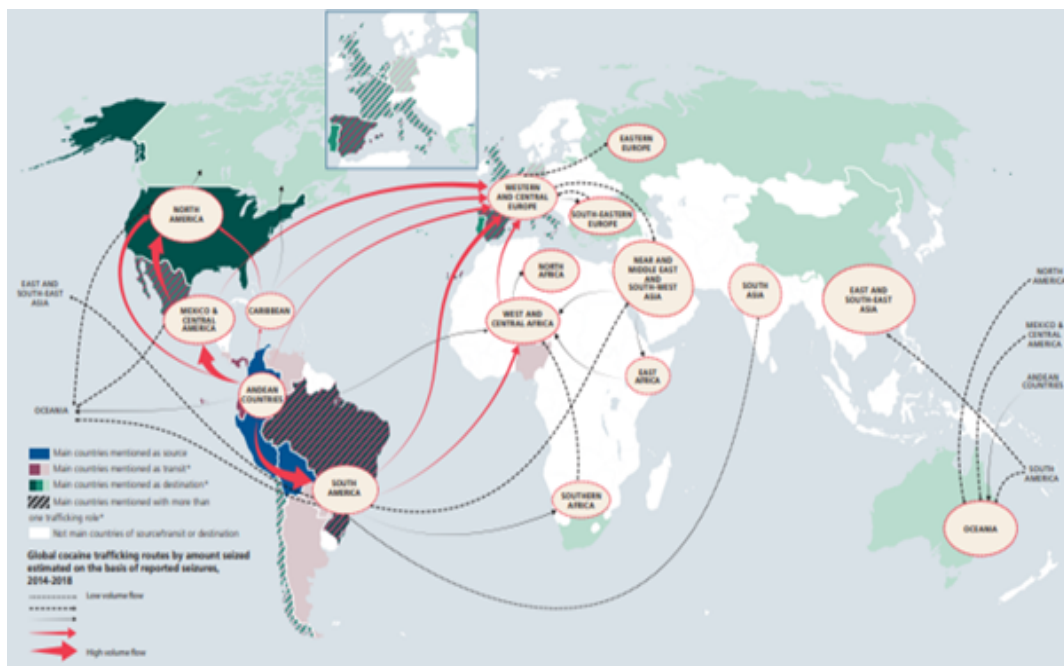 EASTERN
EUROPE
WESTERN
AND CENTRAL
EUROPE
NORTH
AMERICA
SOUTH-EASTERN
EUROPE
NORTH
AFRICA
NEAR AND
MIDDLE EAST
AND
SOUTH-WEST
ASIA
SOUTH
ASIA
EAST AND
SOUTH-EAST
ASIA
NORTH
AMERICA
EAST AND
SOUTH-EAST
ASIA
MEXICO &
CENTRAL
AMERICA
CARIBBEAN
WEST AND
CENTRAL AFRICA
MEXICO &
CENTRAL
AMERICA
EAST
AFRICA
ANDEAN
COUNTRIES
ANDEAN
COUNTRIES
OCEANIA
SOUTH
AMERICA
SOUTH
AMERICA
SOUTHERN
AFRICA
OCEANIA
Main countries mentioned as source
Main countries mentioned as transit*
Main countries mentioned as destination*
Main countries mentioned with more than
one trafficking role*
Not main countries of source/transit or destination
Global cocaine trafficking routes by amount seized
estimated on the basis of reported seizures,
2014-2018
Low volume flow
High volume flow